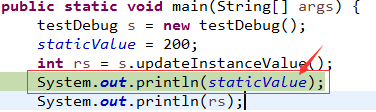 public static void main(String[] args) {
testDebug s = new testDebug();
staticValue = 200;
int rs = s.updateInstanceValue();
System.out.println(staticValue);
System.out.println(rs);